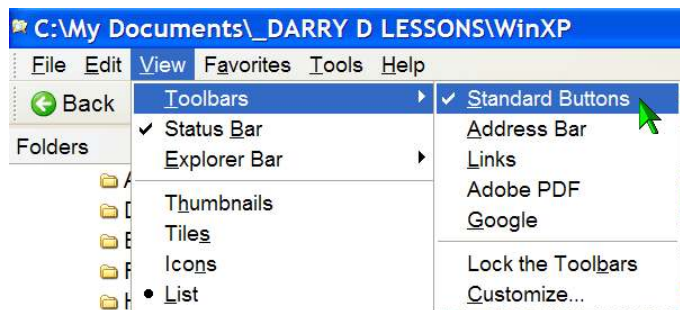 C:\My Documents\_DARRY D LESSONS\WinXP
File Edit View Favorites Tools Help
Back
Folders
Toolbars
Status Bar
Explorer Bar
Thumbnails
Tiles
Icons
List
Standard Buttons
Address Bar
Links
Adobe PDF
Google
Lock the Toolbars
Customize...